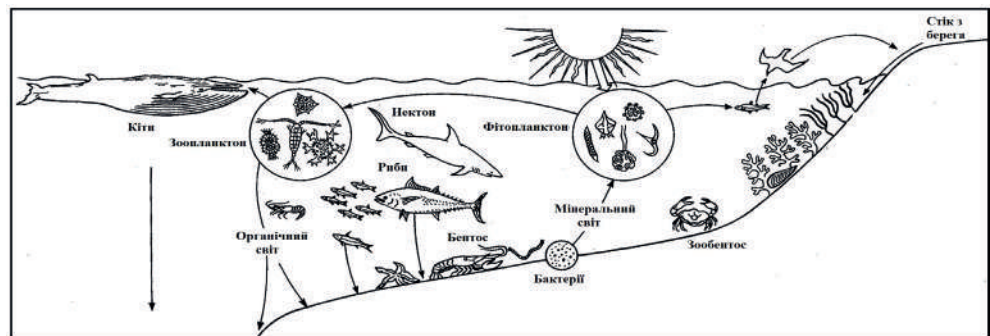 Стік з
берега
Кіти
Зоопланктон
Нектон
Фітопланктон
Риби
Органічний
світ
Бентос
Мінеральний
світ
Бактерії
Зообентос